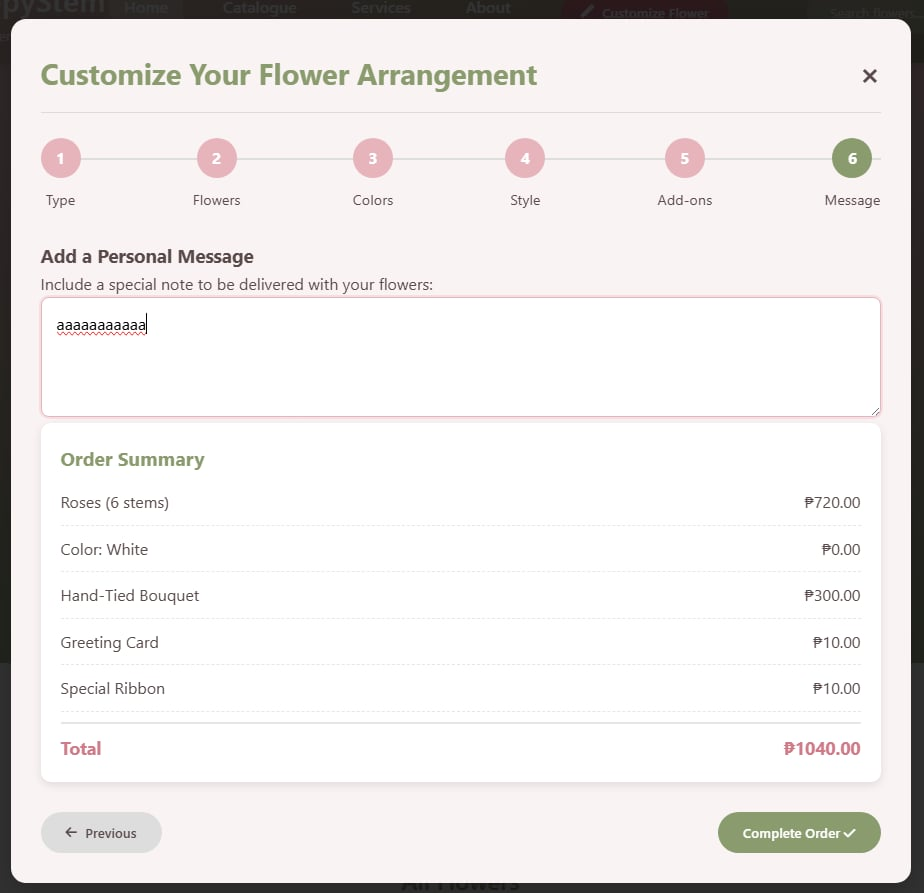 pyStem Home Catalogue Services About Customize Flower Search flowers
Customize Your Flower Arrangement ×
1 2 3 4 5 6
Type Flowers Colors Style Add-ons Message
Add a Personal Message
Include a special note to be delivered with your flowers:
aaaaaaaaaaa
Order Summary
Roses (6 stems) ₱720.00
Color: White ₱0.00
Hand-Tied Bouquet ₱300.00
Greeting Card ₱10.00
Special Ribbon ₱10.00
Total ₱1040.00
← Previous Complete Order ✓
All Flowers